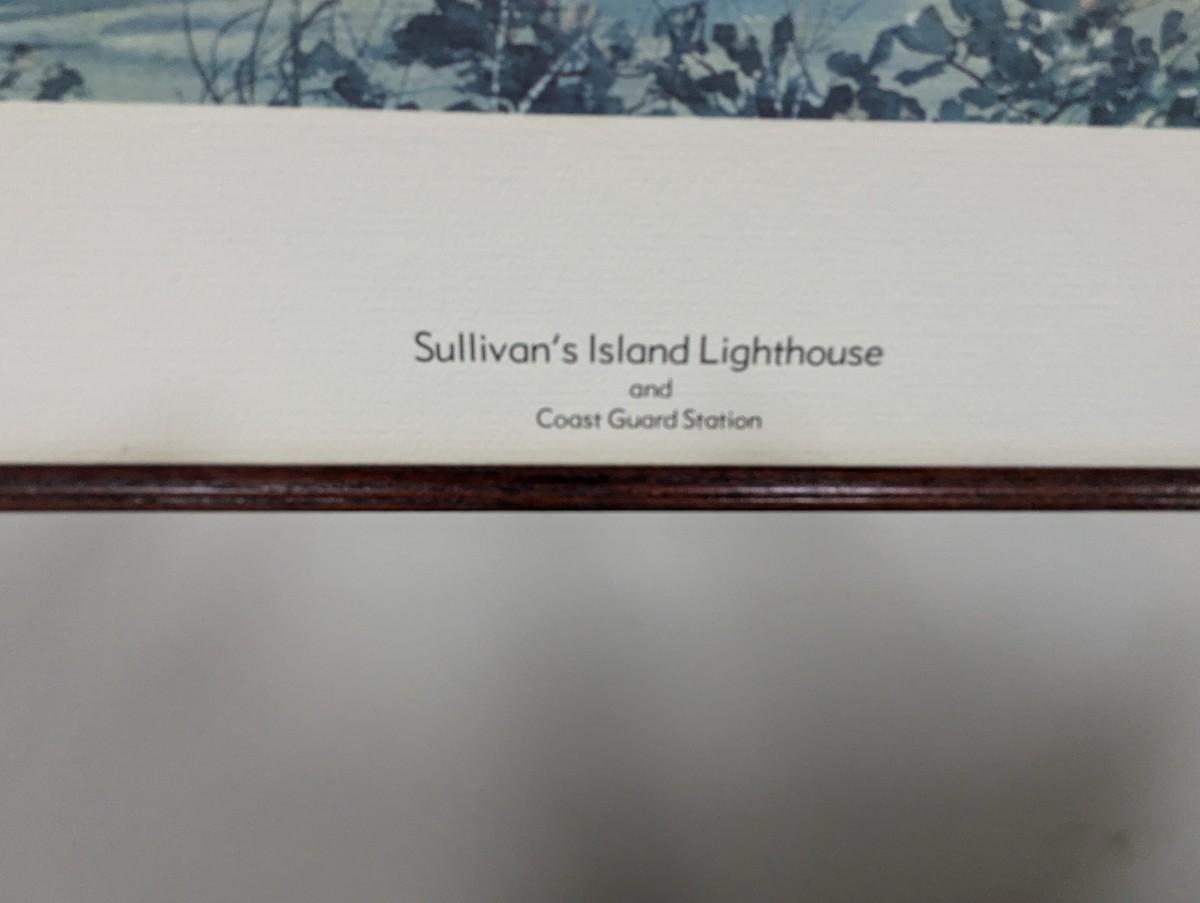 Sullivan's Island Lighthouse
and
Coast Guard Station